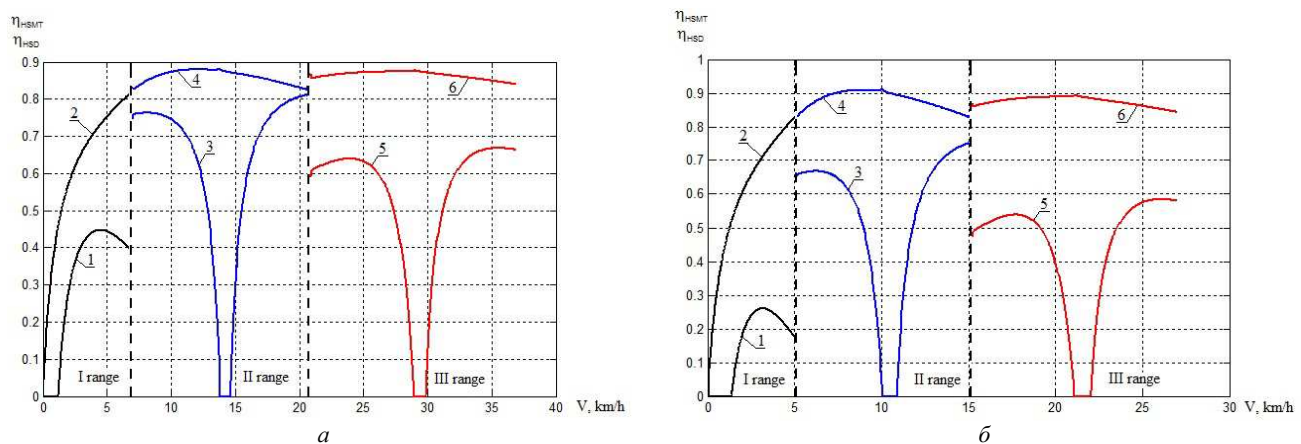 ηHSMT
ηHSD
0.9
0.8
0.7
0.6
0.5
0.4
0.3
0.2
0.1
0
1
2
3
4
5
6
I range
II range
III range
0 5 10 15 20 25 30 35 40
V, km/h
а
ηHSMT
ηHSD
1
0.9
0.8
0.7
0.6
0.5
0.4
0.3
0.2
0.1
0
1
2
3
4
5
6
I range
II range
III range
0 5 10 15 20 25 30
V, km/h
б